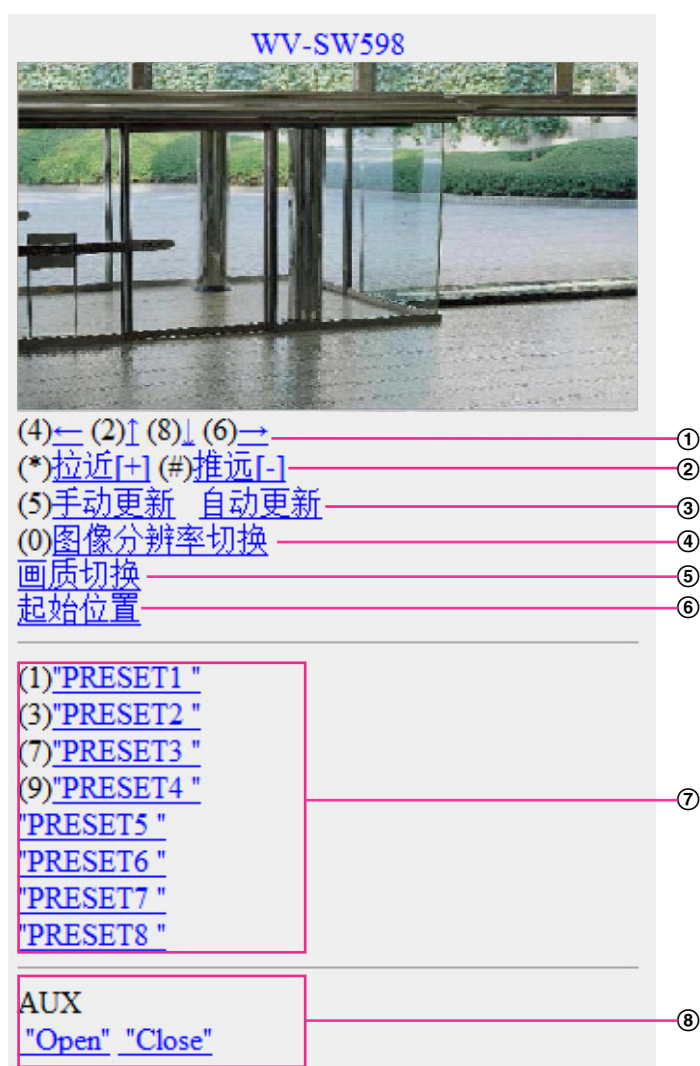 WV-SW598
(4)← (2)↑ (8)↓ (6)→ ①
(*)拉近[+] (#)推远[-] ②
(5)手动更新 自动更新 ③
(0)图像分辨率切换 ④
画质切换 ⑤
起始位置 ⑥
(1)"PRESET1 "
(3)"PRESET2 "
(7)"PRESET3 "
(9)"PRESET4 " ⑦
"PRESET5 "
"PRESET6 "
"PRESET7 "
"PRESET8 "
AUX ⑧
"Open" "Close"